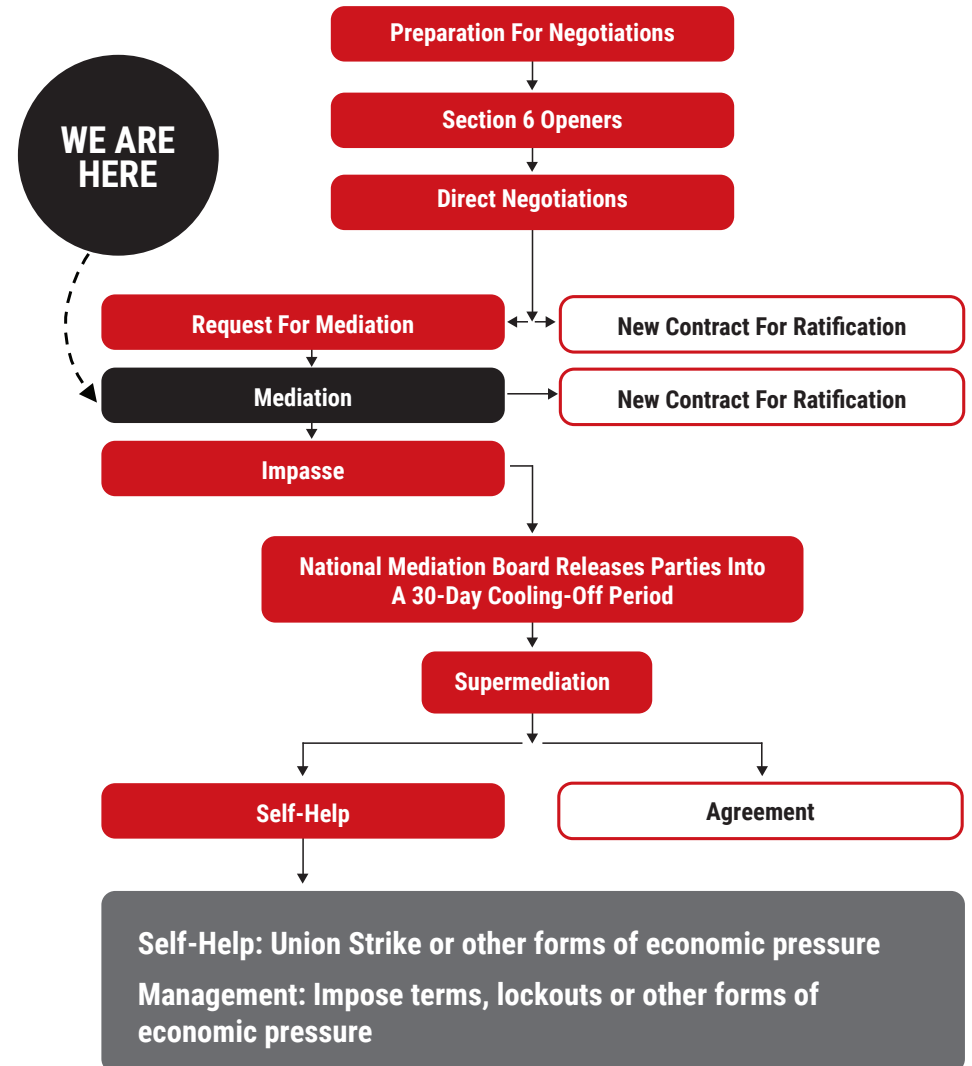 Preparation For Negotiations
Section 6 Openers
WE ARE
HERE
Direct Negotiations
Request For Mediation
New Contract For Ratification
Mediation
New Contract For Ratification
Impasse
National Mediation Board Releases Parties Into
A 30-Day Cooling-Off Period
Supermediation
Self-Help
Agreement
Self-Help: Union Strike or other forms of economic pressure
Management: Impose terms, lockouts or other forms of
economic pressure